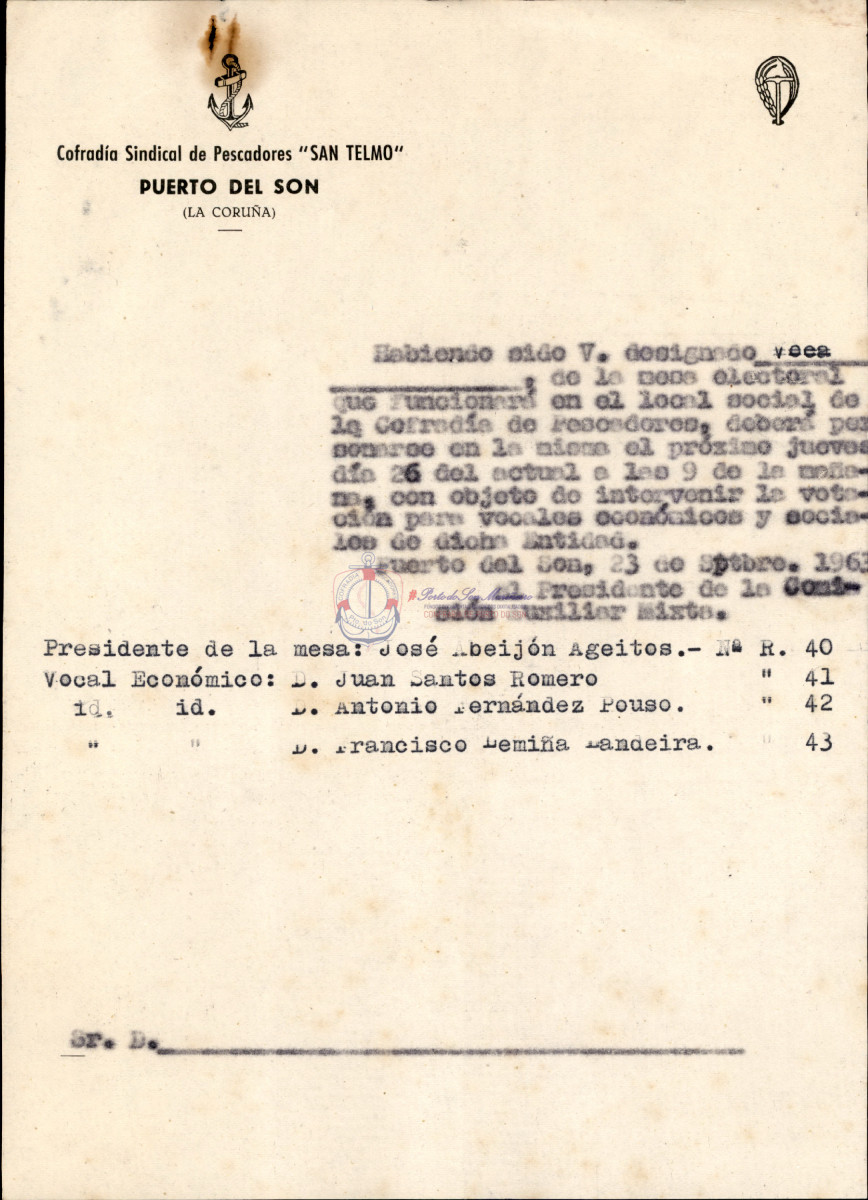 Cofradía Sindical de Pescadores "SAN TELMO"
PUERTO DEL SON
(LA CORUÑA)
Habiendo sido V. designado voca
, de la mesa electoral
que funcionará en el local social de
la Cofradía de Pescadores, deberá per
sonarse en la misma el próximo jueves
día 26 del actual a las 9 de la maña-
na, con objeto de intervenir la vota-
ción para vocales económicos y socia-
les de dicha Entidad.
Puerto del Son, 23 de Sptbre. 1963
El Presidente de la Comi-
sión Auxiliar Mixta.
#PortodoSonMariñeiro
Presidente de la mesa: José Abeijón Ageitos.- Nª R. 40
Vocal Económico: D. Juan Santos Romero " 41
id. id. D. Antonio Fernández Pouso. " 42
" " D. Francisco Lemiña Landeira. " 43
Sr. D.